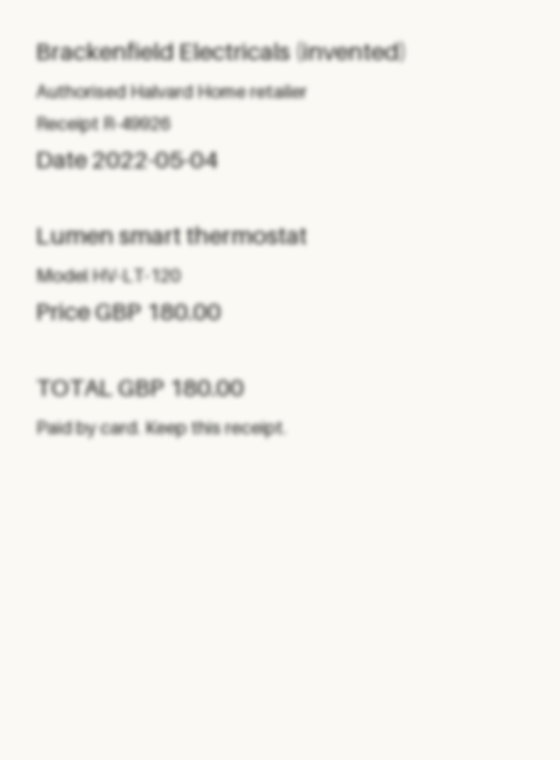 Brackenfield Electricals (invented)
Authorised Halvard Home retailer
Receipt R-49926
Date 2022-05-04
Lumen smart thermostat
Model HV-LT-120
Price GBP 180.00
TOTAL GBP 180.00
Paid by card. Keep this receipt.